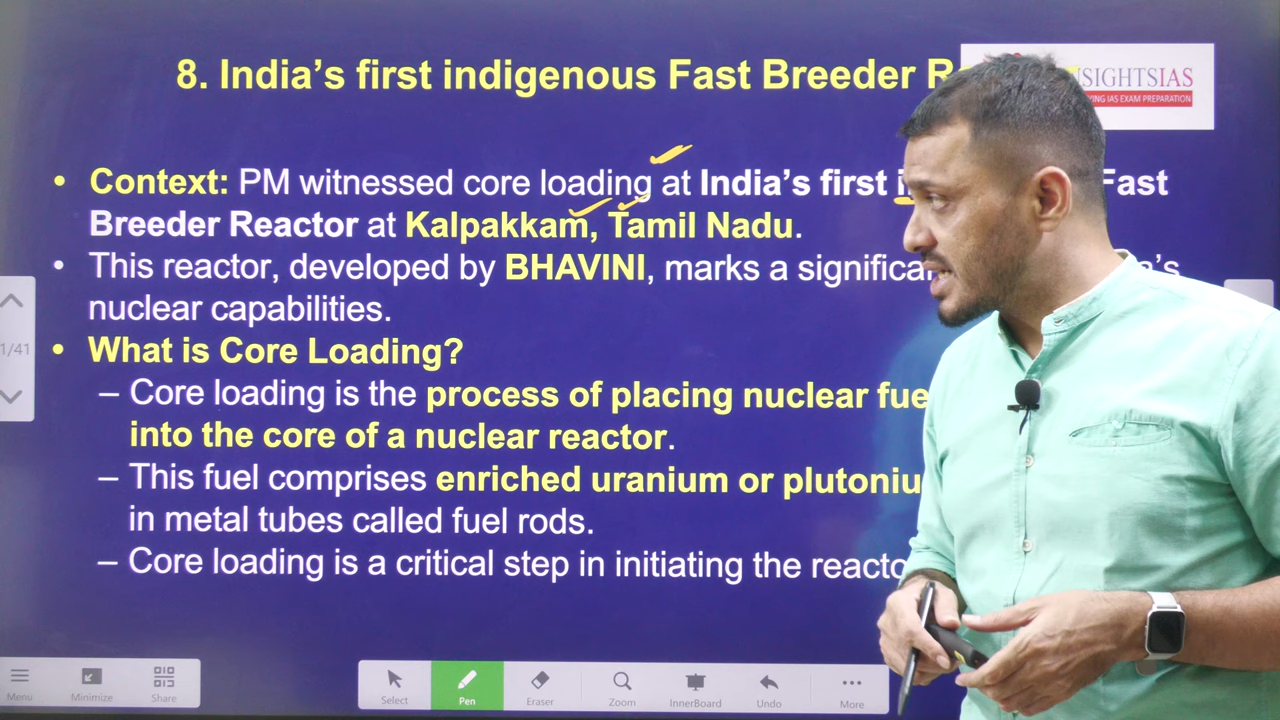 8. India's first indigenous Fast Breeder
SIGHTSIAS
ING IAS EXAM PREPARATION
• Context: PM witnessed core loading at India's first Fast
Breeder Reactor at Kalpakkam, Tamil Nadu.
• This reactor, developed by BHAVINI, marks a
nuclear capabilities.
• What is Core Loading?
– Core loading is the process of placing nuclear
into the core of a nuclear reactor.
– This fuel comprises enriched uranium or
in metal tubes called fuel rods.
– Core loading is a critical step in initiating the
1/41
Menu Minimize Share Select Pen Eraser Zoom InnerBoard Undo More